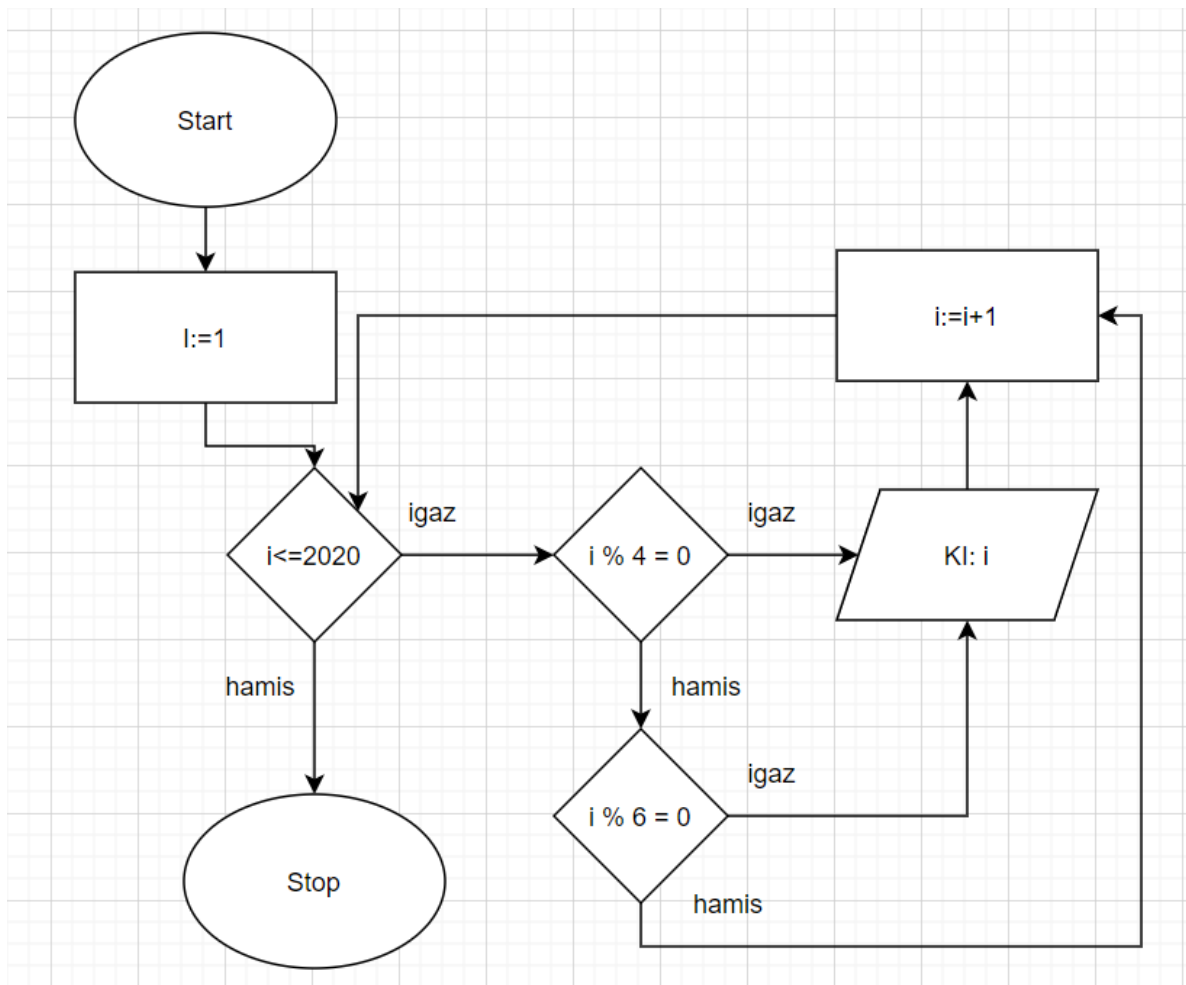 Start
I:=1
i:=i+1
i<=2020
igaz
i % 4 = 0
igaz
KI: i
hamis
hamis
i % 6 = 0
igaz
hamis
Stop